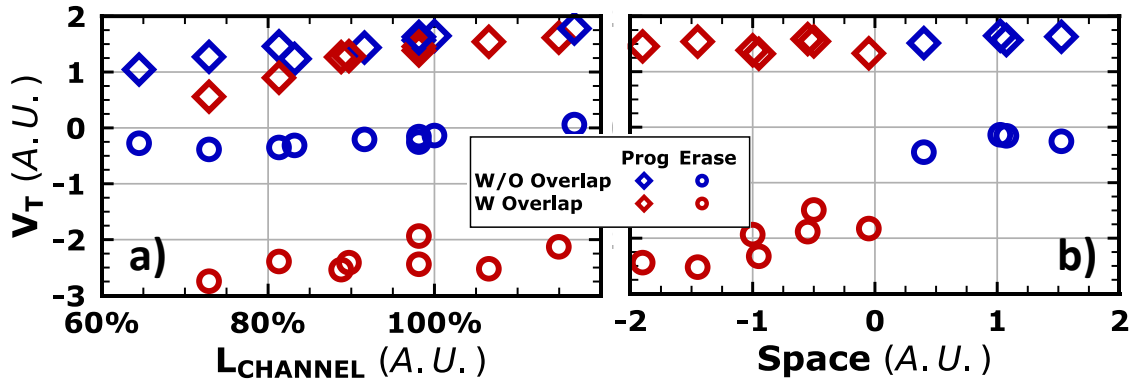 2
1
0
-1
-2
-3
V_T (A.U.)
a)
60% 80% 100%
L_CHANNEL (A.U.)
Prog Erase
W/O Overlap
W Overlap
b)
-2 -1 0 1 2
Space (A.U.)